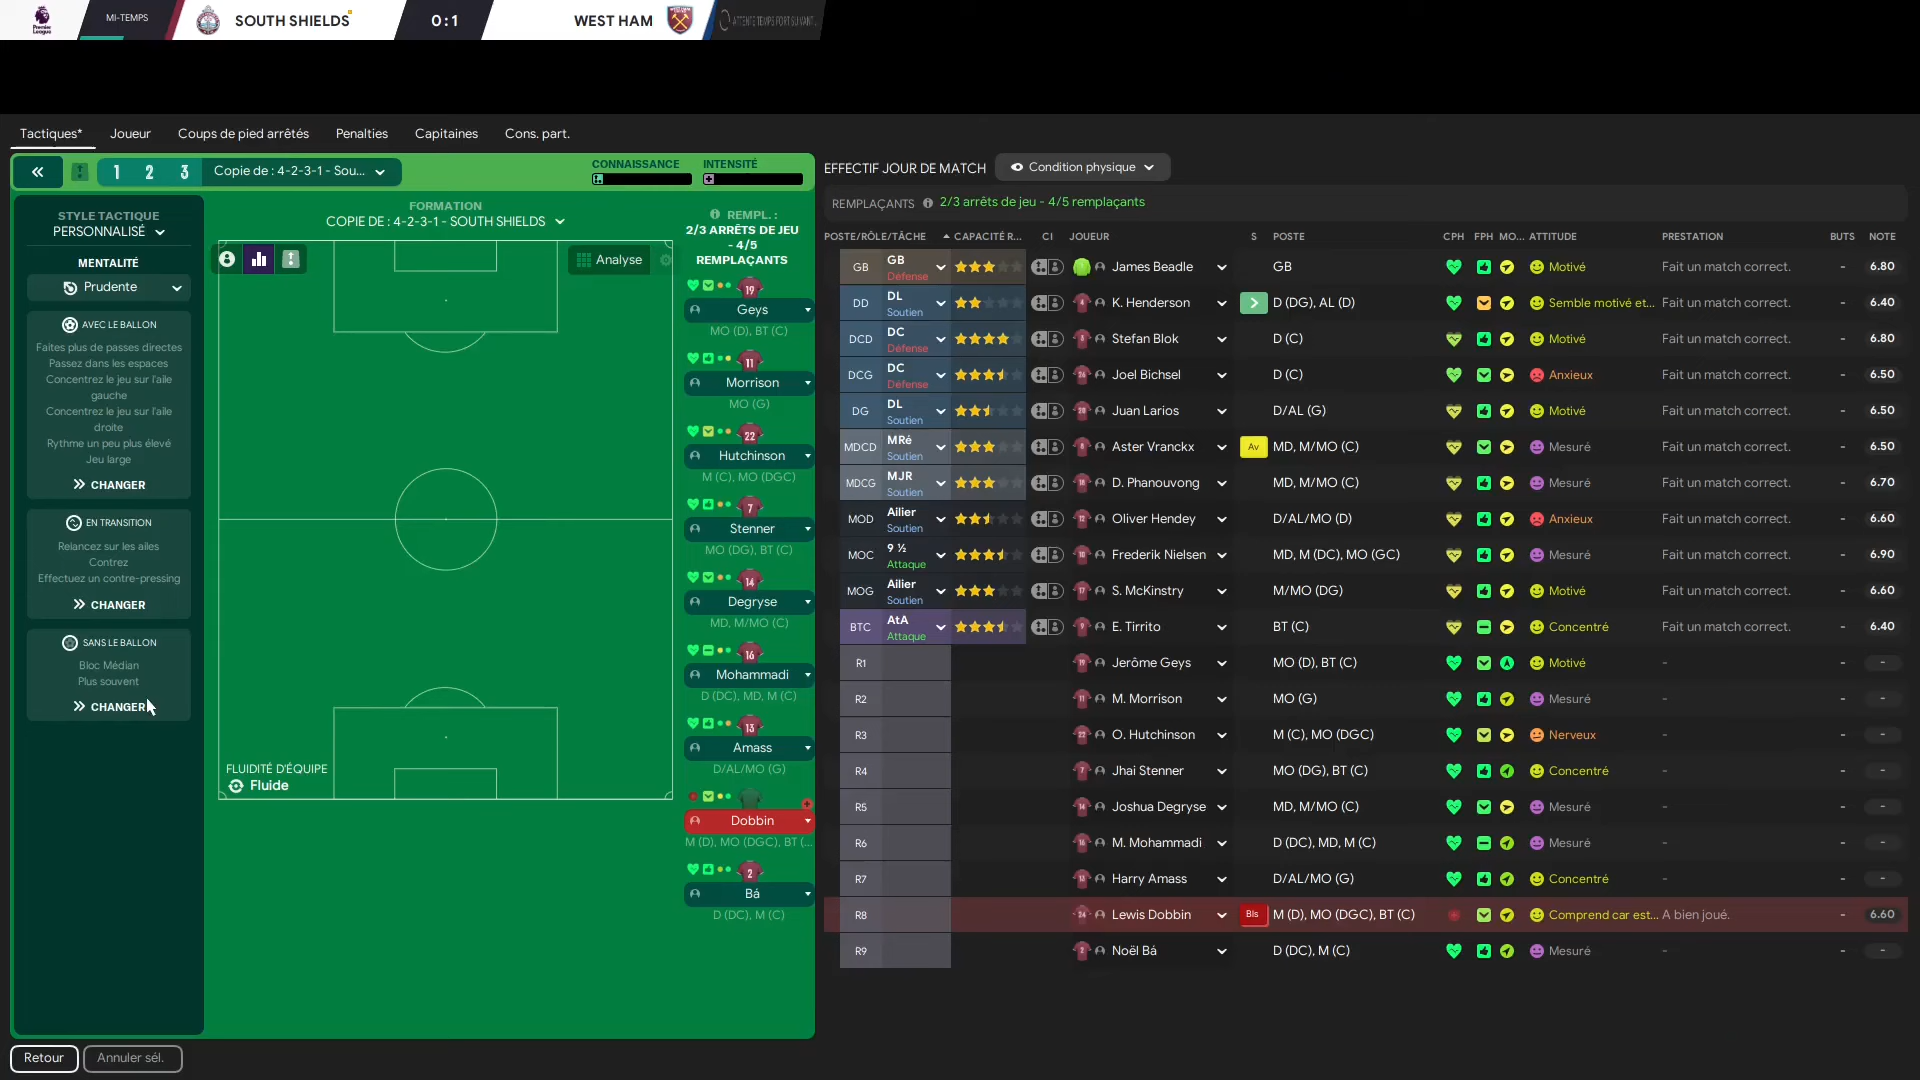 Premier League
MI-TEMPS
SOUTH SHIELDS
0 : 1
WEST HAM
ATTENTE TEMPS FORT SUIVANT...
Tactiques*
Joueur
Coups de pied arrêtés
Penalties
Capitaines
Cons. part.
1 2 3
Copie de : 4-2-3-1 - Sou...
CONNAISSANCE
INTENSITÉ
STYLE TACTIQUE
PERSONNALISÉ
MENTALITÉ
Prudente
AVEC LE BALLON
Faites plus de passes directes
Passez dans les espaces
Concentrez le jeu sur l'aile
gauche
Concentrez le jeu sur l'aile
droite
Rythme un peu plus élevé
Jeu large
CHANGER
EN TRANSITION
Relancez sur les ailes
Contrez
Effectuez un contre-pressing
CHANGER
SANS LE BALLON
Bloc Médian
Plus souvent
CHANGER
FORMATION
COPIE DE : 4-2-3-1 - SOUTH SHIELDS
Analyse
FLUIDITÉ D'ÉQUIPE
Fluide
REMPL. :
2/3 ARRÊTS DE JEU
- 4/5
REMPLAÇANTS
19
Geys
MO (D), BT (C)
11
Morrison
MO (G)
22
Hutchinson
M (C), MO (DGC)
7
Stenner
MO (DG), BT (C)
14
Degryse
MD, M/MO (C)
16
Mohammadi
D (DC), MD, M (C)
13
Amass
D/AL/MO (G)
Dobbin
M (D), MO (DGC), BT (...
2
Bá
D (DC), M (C)
EFFECTIF JOUR DE MATCH
Condition physique
REMPLAÇANTS 2/3 arrêts de jeu - 4/5 remplaçants
POSTE/RÔLE/TÂCHE CAPACITÉ R... CI JOUEUR S POSTE CPH FPH MO... ATTITUDE PRESTATION BUTS NOTE
GB GB Défense James Beadle GB Motivé Fait un match correct. - 6.80
DD DL Soutien K. Henderson D (DG), AL (D) Semble motivé et... Fait un match correct. - 6.40
DCD DC Défense Stefan Blok D (C) Motivé Fait un match correct. - 6.80
DCG DC Défense Joel Bichsel D (C) Anxieux Fait un match correct. - 6.50
DG DL Soutien Juan Larios D/AL (G) Motivé Fait un match correct. - 6.50
MDCD MRé Soutien Aster Vranckx Av MD, M/MO (C) Mesuré Fait un match correct. - 6.50
MDCG MJR Soutien D. Phanouvong MD, M/MO (C) Mesuré Fait un match correct. - 6.70
MOD Ailier Soutien Oliver Hendey D/AL/MO (D) Anxieux Fait un match correct. - 6.60
MOC 9 ½ Attaque Frederik Nielsen MD, M (DC), MO (GC) Mesuré Fait un match correct. - 6.90
MOG Ailier Soutien S. McKinstry M/MO (DG) Motivé Fait un match correct. - 6.60
BTC AtA Attaque E. Tirrito BT (C) Concentré Fait un match correct. - 6.40
R1 Jerôme Geys MO (D), BT (C) Motivé - - -
R2 M. Morrison MO (G) Mesuré - - -
R3 O. Hutchinson M (C), MO (DGC) Nerveux - - -
R4 Jhai Stenner MO (DG), BT (C) Concentré - - -
R5 Joshua Degryse MD, M/MO (C) Mesuré - - -
R6 M. Mohammadi D (DC), MD, M (C) Mesuré - - -
R7 Harry Amass D/AL/MO (G) Concentré - - -
R8 Lewis Dobbin Bls M (D), MO (DGC), BT (C) Comprend car est... A bien joué. - 6.60
R9 Noël Bá D (DC), M (C) Mesuré - - -
Retour
Annuler sél.